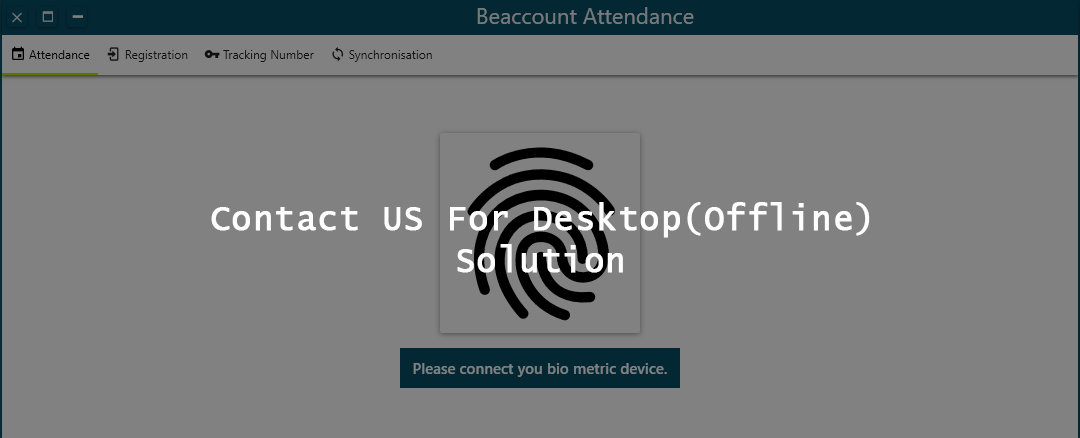 Beaccount Attendance
Attendance Registration Tracking Number Synchronisation
Contact US For Desktop(Offline)
Solution
Please connect you bio metric device.